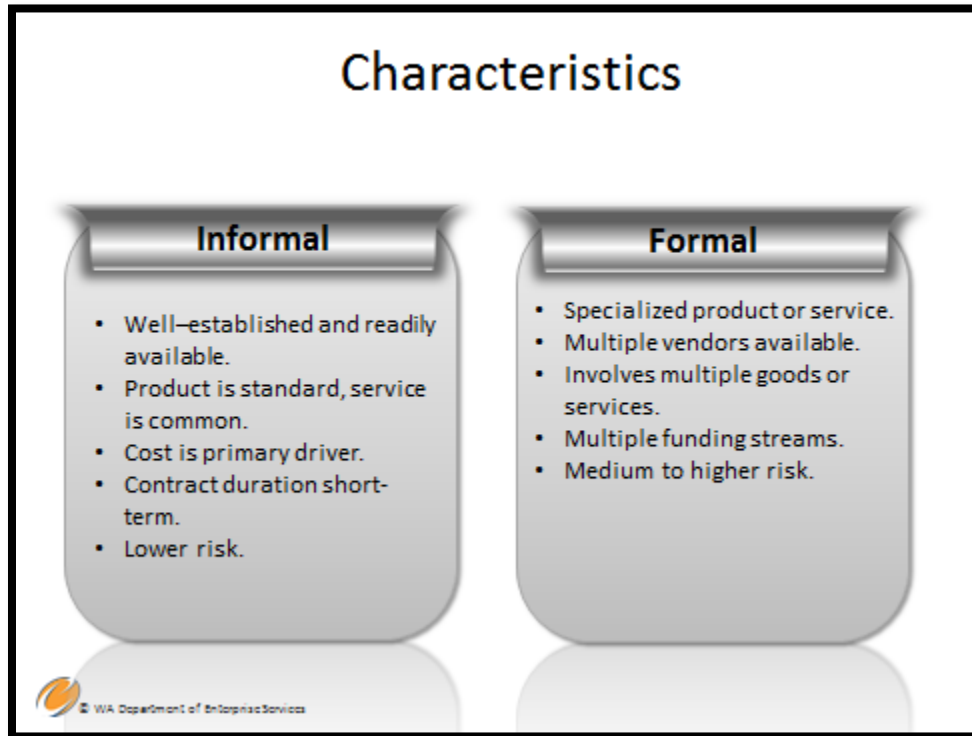 Characteristics
Informal
• Well–established and readily
available.
• Product is standard, service
is common.
• Cost is primary driver.
• Contract duration short-
term.
• Lower risk.
Formal
• Specialized product or service.
• Multiple vendors available.
• Involves multiple goods or
services.
• Multiple funding streams.
• Medium to higher risk.
© WA Department of Enterprise Services